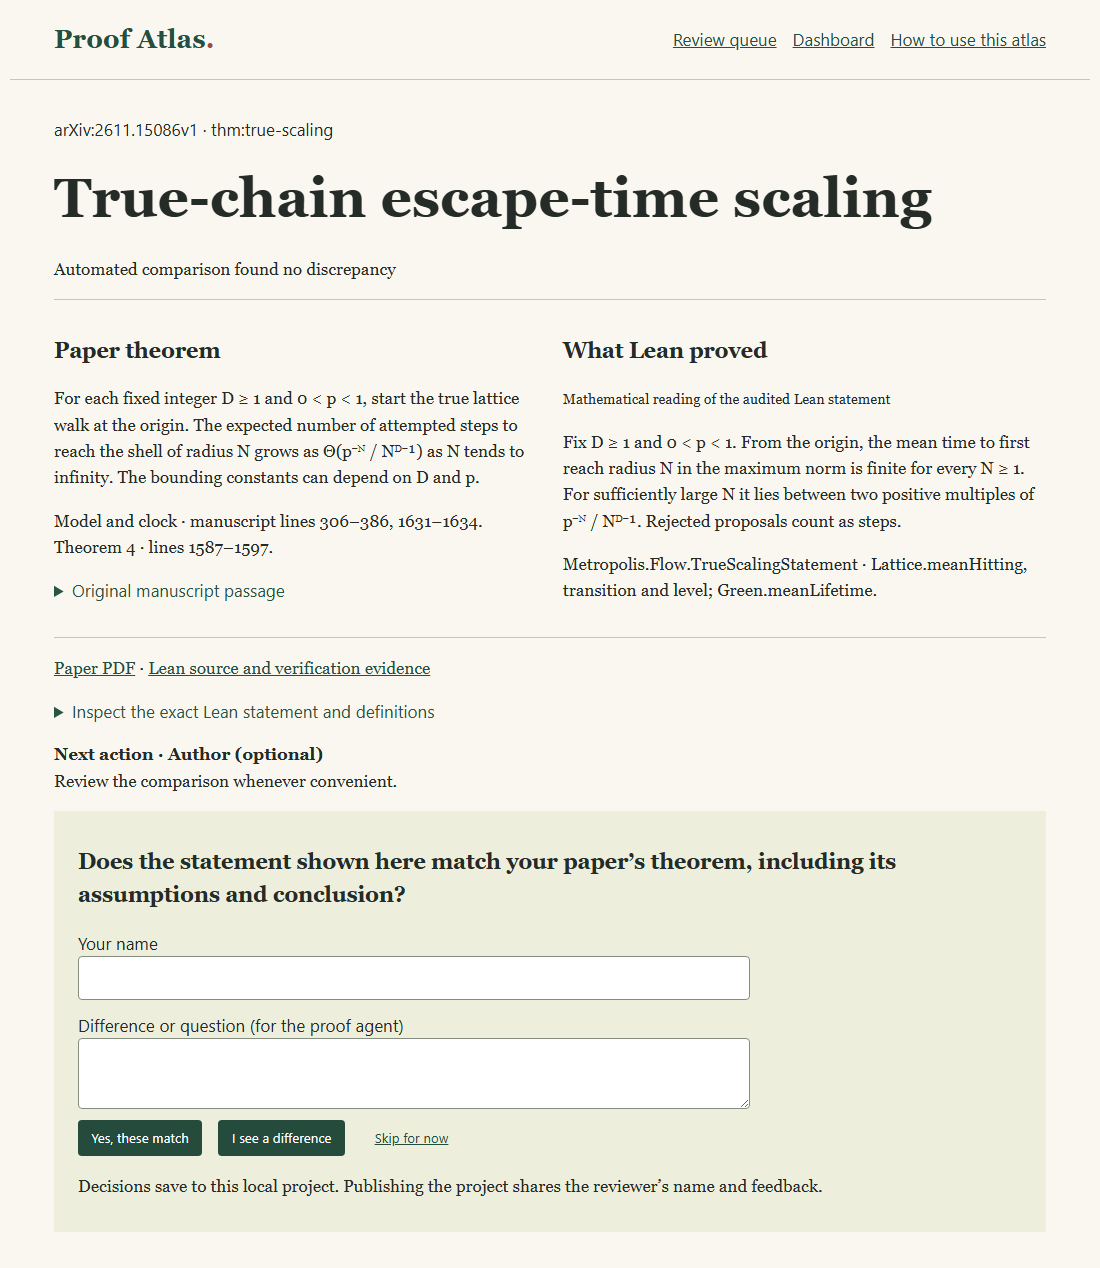 Proof Atlas.
Review queue Dashboard How to use this atlas
arXiv:2611.15086v1 · thm:true-scaling
True-chain escape-time scaling
Automated comparison found no discrepancy
Paper theorem
For each fixed integer D ≥ 1 and 0 < p < 1, start the true lattice
walk at the origin. The expected number of attempted steps to
reach the shell of radius N grows as Θ(p⁻ᴺ / Nᴰ⁻¹) as N tends to
infinity. The bounding constants can depend on D and p.
Model and clock · manuscript lines 306–386, 1631–1634.
Theorem 4 · lines 1587–1597.
▶ Original manuscript passage
What Lean proved
Mathematical reading of the audited Lean statement
Fix D ≥ 1 and 0 < p < 1. From the origin, the mean time to first
reach radius N in the maximum norm is finite for every N ≥ 1.
For sufficiently large N it lies between two positive multiples of
p⁻ᴺ / Nᴰ⁻¹. Rejected proposals count as steps.
Metropolis.Flow.TrueScalingStatement · Lattice.meanHitting,
transition and level; Green.meanLifetime.
Paper PDF · Lean source and verification evidence
▶ Inspect the exact Lean statement and definitions
Next action · Author (optional)
Review the comparison whenever convenient.
Does the statement shown here match your paper’s theorem, including its
assumptions and conclusion?
Your name
Difference or question (for the proof agent)
Yes, these match I see a difference Skip for now
Decisions save to this local project. Publishing the project shares the reviewer’s name and feedback.